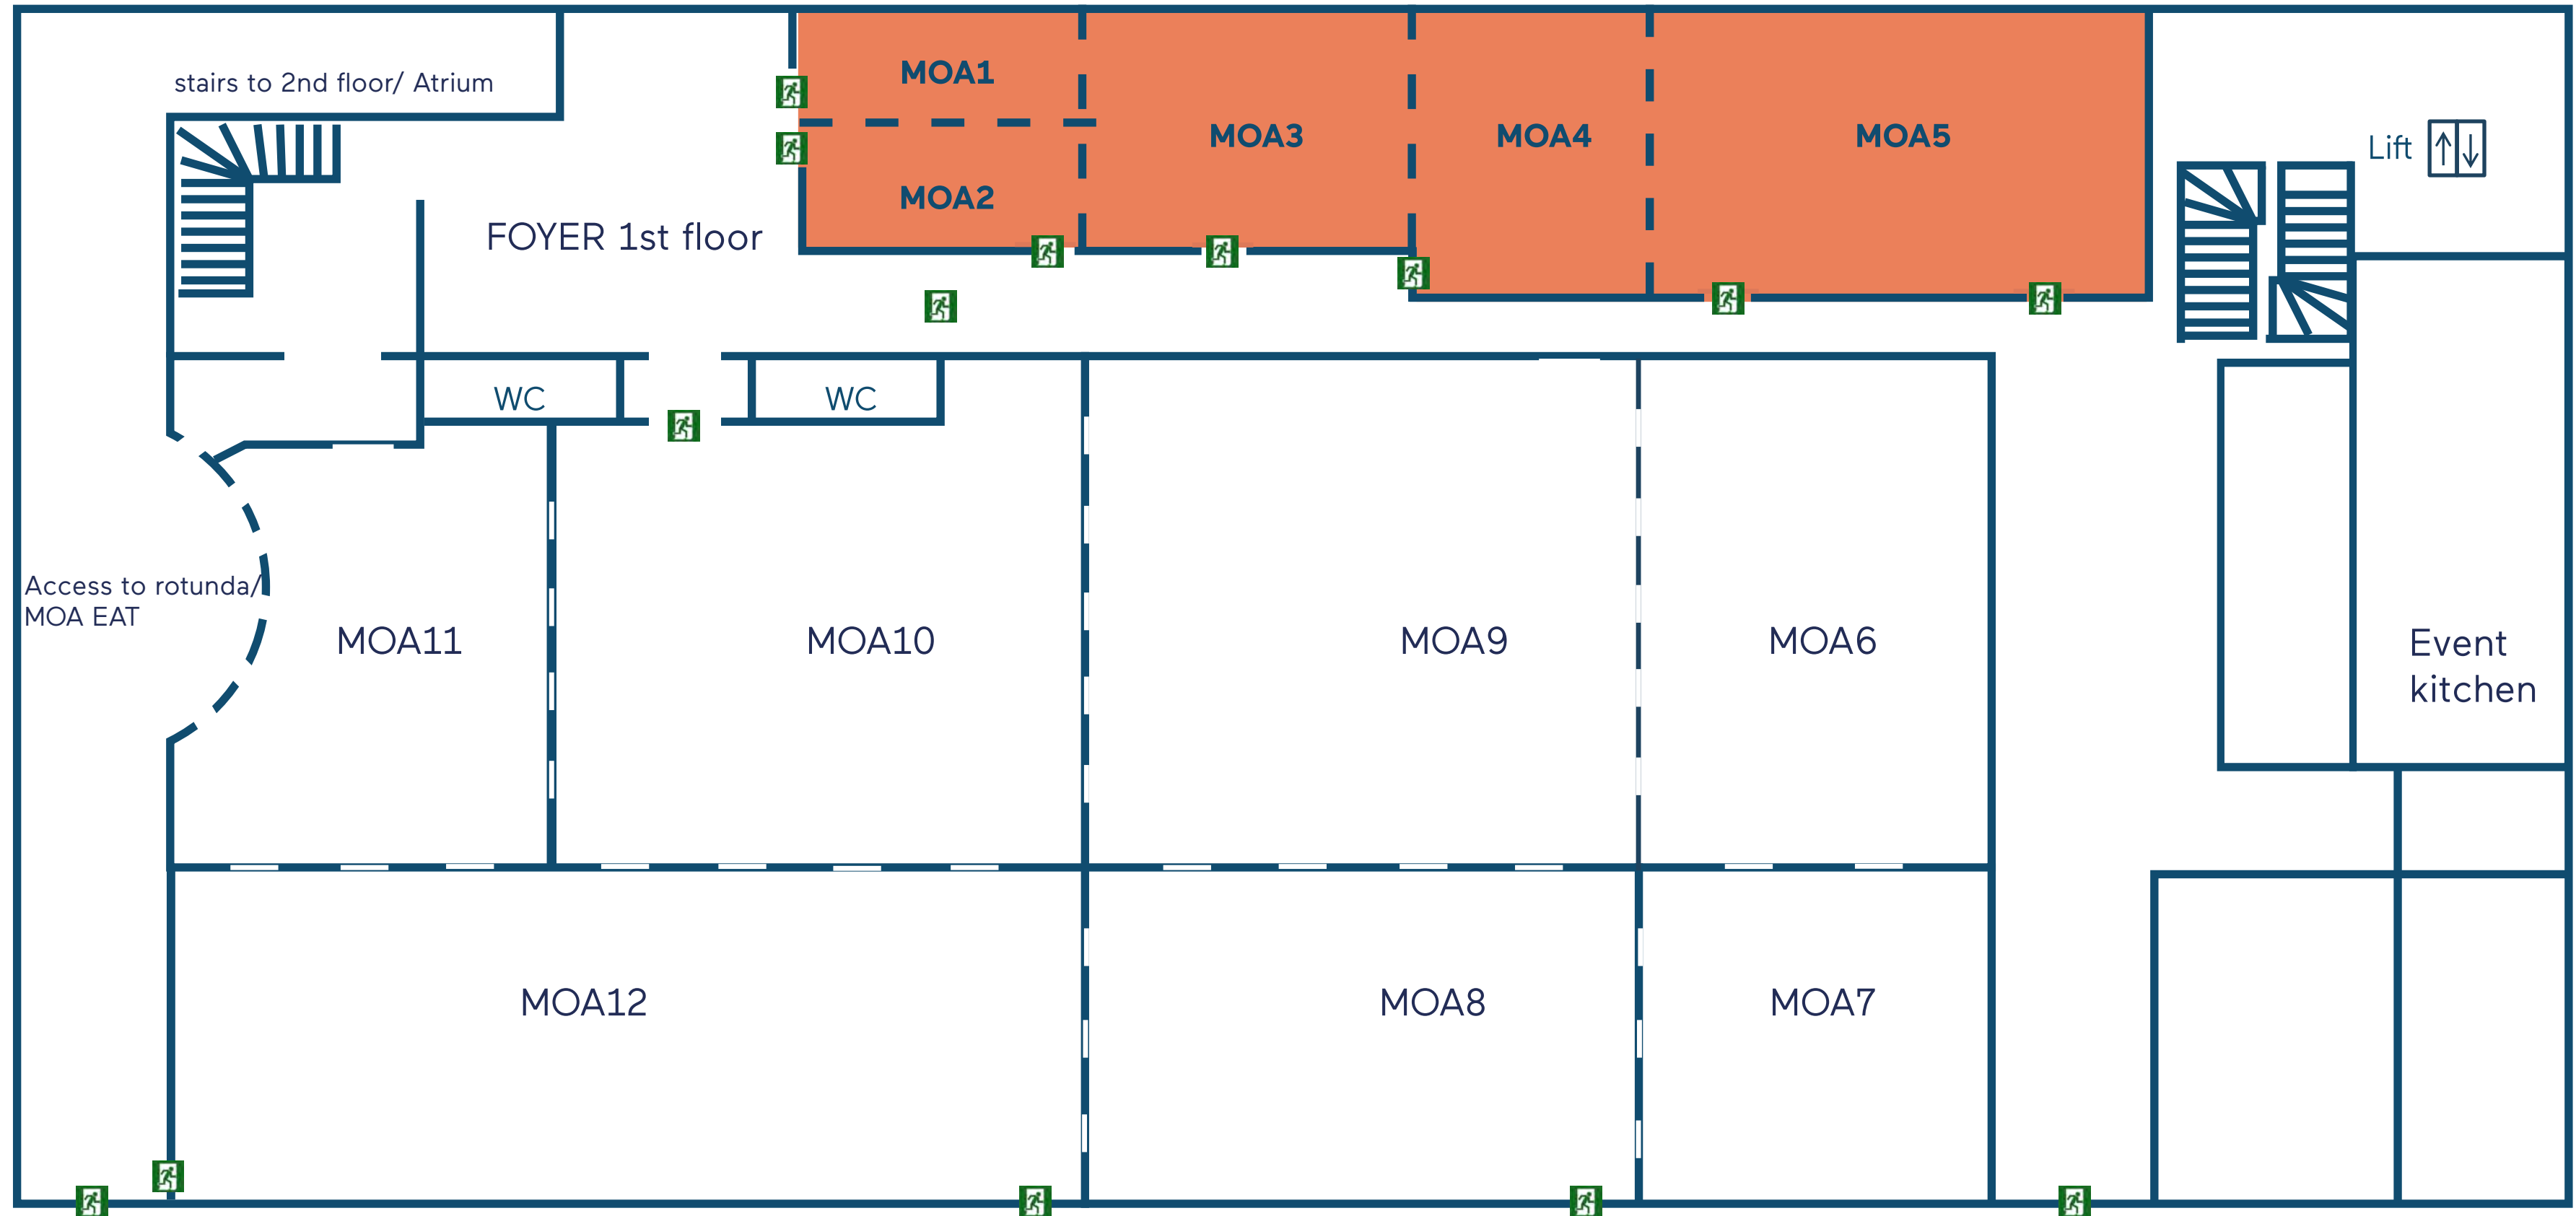 stairs to 2nd floor/ Atrium
MOA1
MOA2
MOA3
MOA4
MOA5
Lift
FOYER 1st floor
WC
WC
Access to rotunda/
MOA EAT
MOA11
MOA10
MOA9
MOA6
Event
kitchen
MOA12
MOA8
MOA7